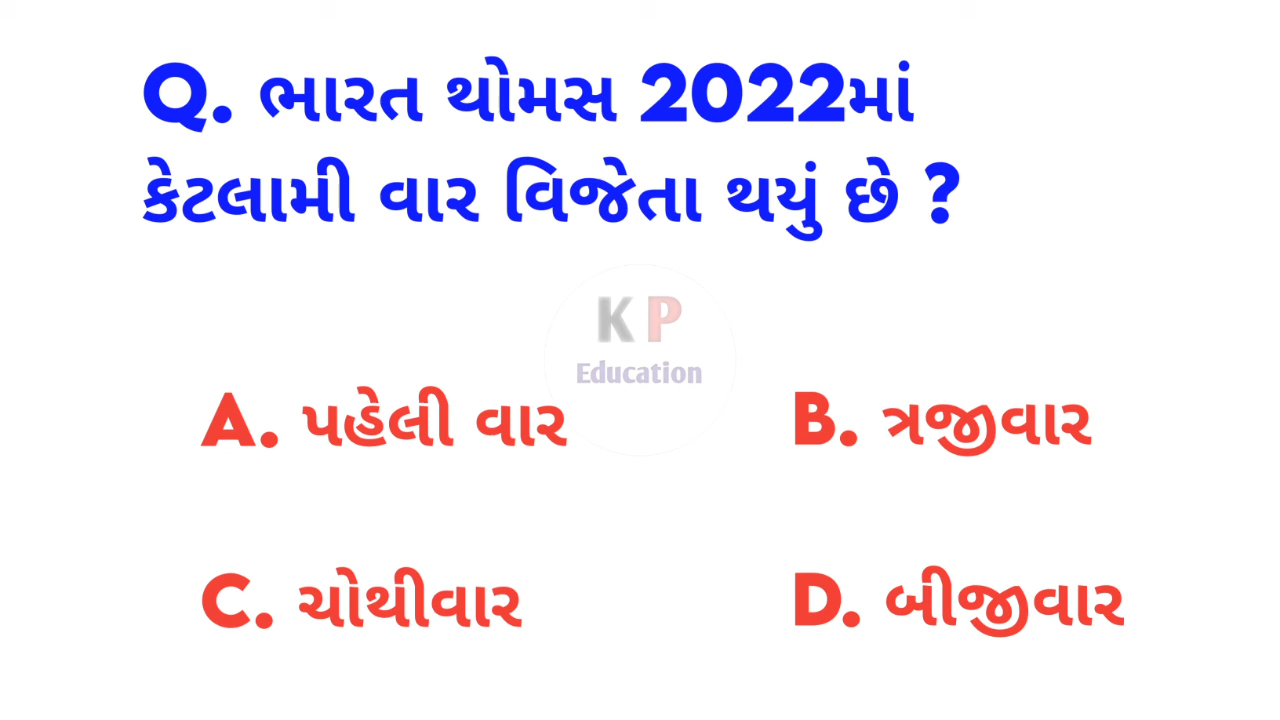 Q. ભારત થોમસ 2022માં
કેટલામી વાર વિજેતા થયું છે ?
K P
Education
A. પહેલી વાર
B. ત્રજીવાર
C. ચોથીવાર
D. બીજીવાર